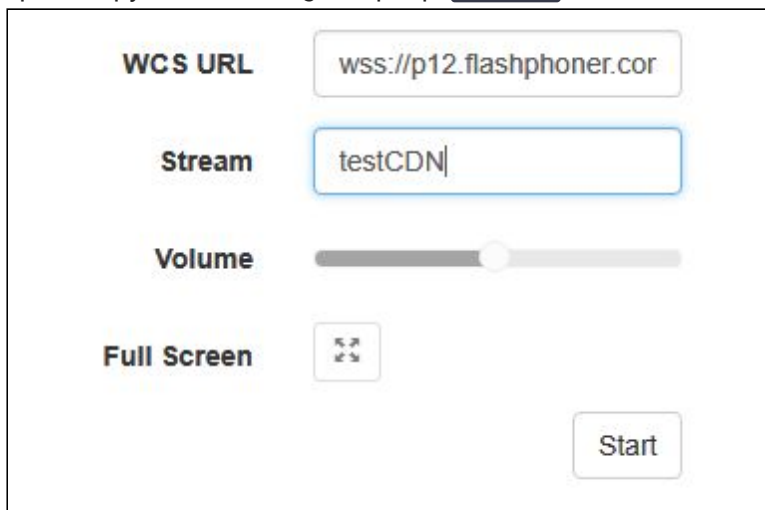 WCS URL wss://p12.flashphoner.cor
Stream testCDN
Volume
Full Screen
Start